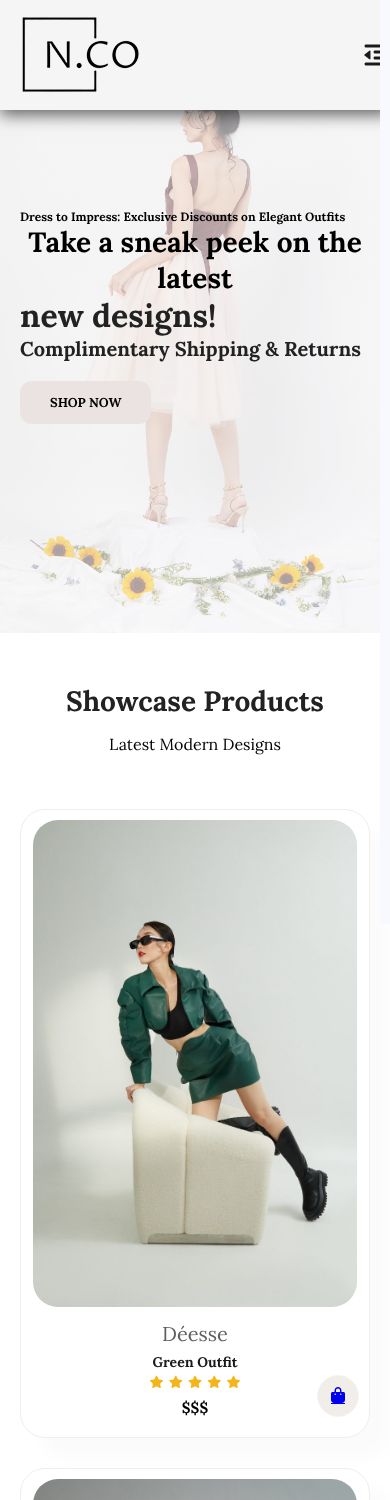 N.CO
Dress to Impress: Exclusive Discounts on Elegant Outfits
Take a sneak peek on the
latest
new designs!
Complimentary Shipping & Returns
SHOP NOW
Showcase Products
Latest Modern Designs
Déesse
Green Outfit
$$$